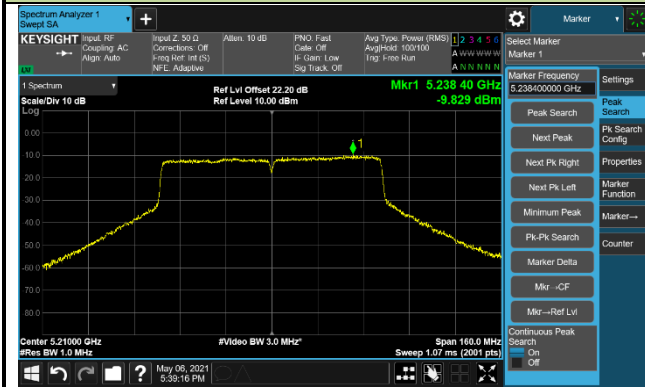 Spectrum Analyzer 1
Swept SA
+
Marker
KEYSIGHT
Input: RF
Coupling: AC
Align: Auto
Input Z: 50 Ω
Corrections: Off
Freq Ref: Int (S)
NFE: Adaptive
Atten: 10 dB
PNO: Fast
Gate: Off
IF Gain: Low
Sig Track: Off
Avg Type: Power (RMS)
Avg|Hold: 100/100
Trig: Free Run
1 2 3 4 5 6
A W W W W W
A N N N N N
LVI
Select Marker
Marker 1
1 Spectrum
Scale/Div 10 dB
Log
Ref Lvl Offset 22.20 dB
Ref Level 10.00 dBm
Mkr1 5.238 40 GHz
-9.829 dBm
Marker Frequency
5.238400000 GHz
Settings
Peak Search
Next Peak
Next Pk Right
Next Pk Left
Minimum Peak
Pk-Pk Search
Marker Delta
Mkr→CF
Mkr→Ref Lvl
Continuous Peak
Search
On
Off
Peak
Search
Pk Search
Config
Properties
Marker
Function
Marker→
Counter
0.00
-10.0
-20.0
-30.0
-40.0
-50.0
-60.0
-70.0
-80.0
1
Center 5.21000 GHz
#Res BW 1.0 MHz
#Video BW 3.0 MHz*
Span 160.0 MHz
Sweep 1.07 ms (2001 pts)
?
May 06, 2021
5:39:16 PM